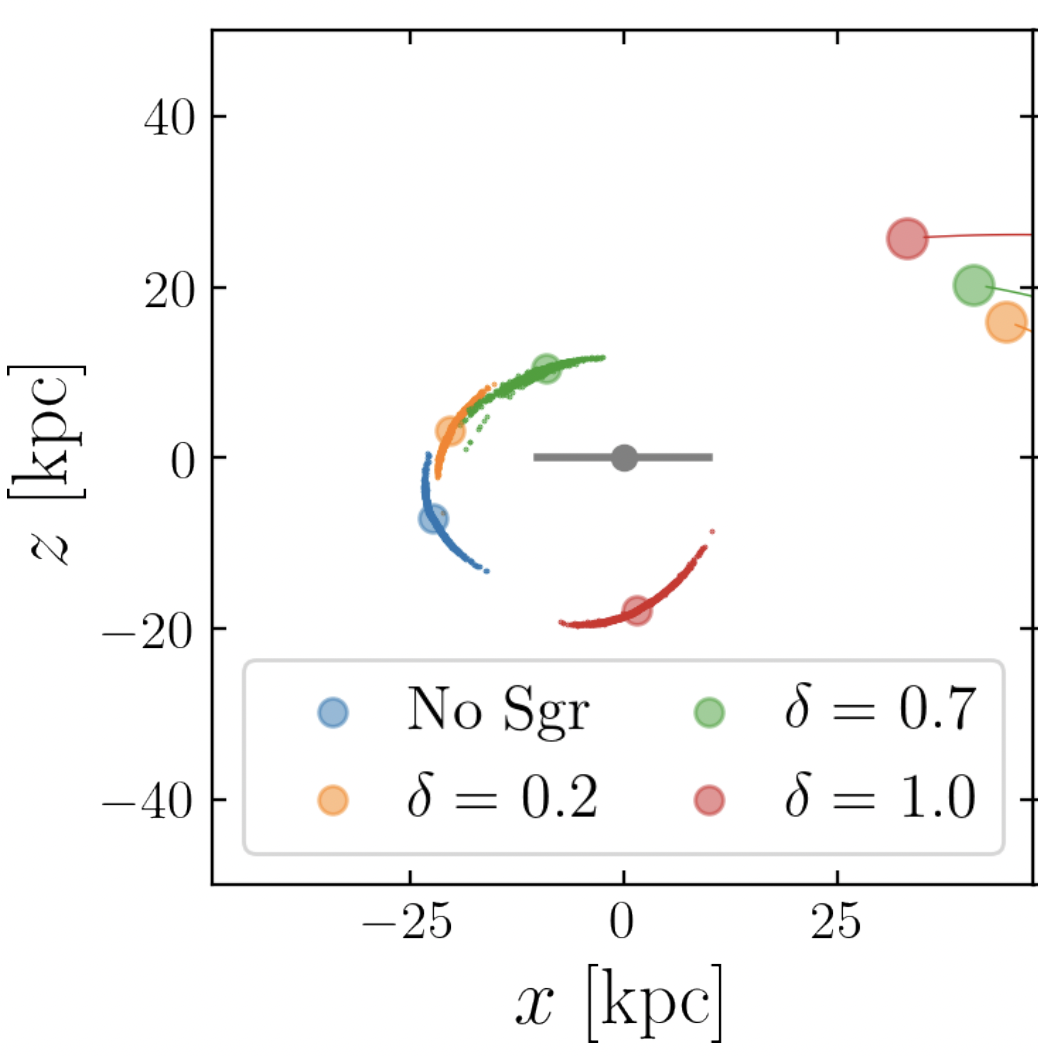 40
20
0
−20
−40
z [kpc]
No Sgr
δ = 0.7
δ = 0.2
δ = 1.0
−25
0
25
x [kpc]